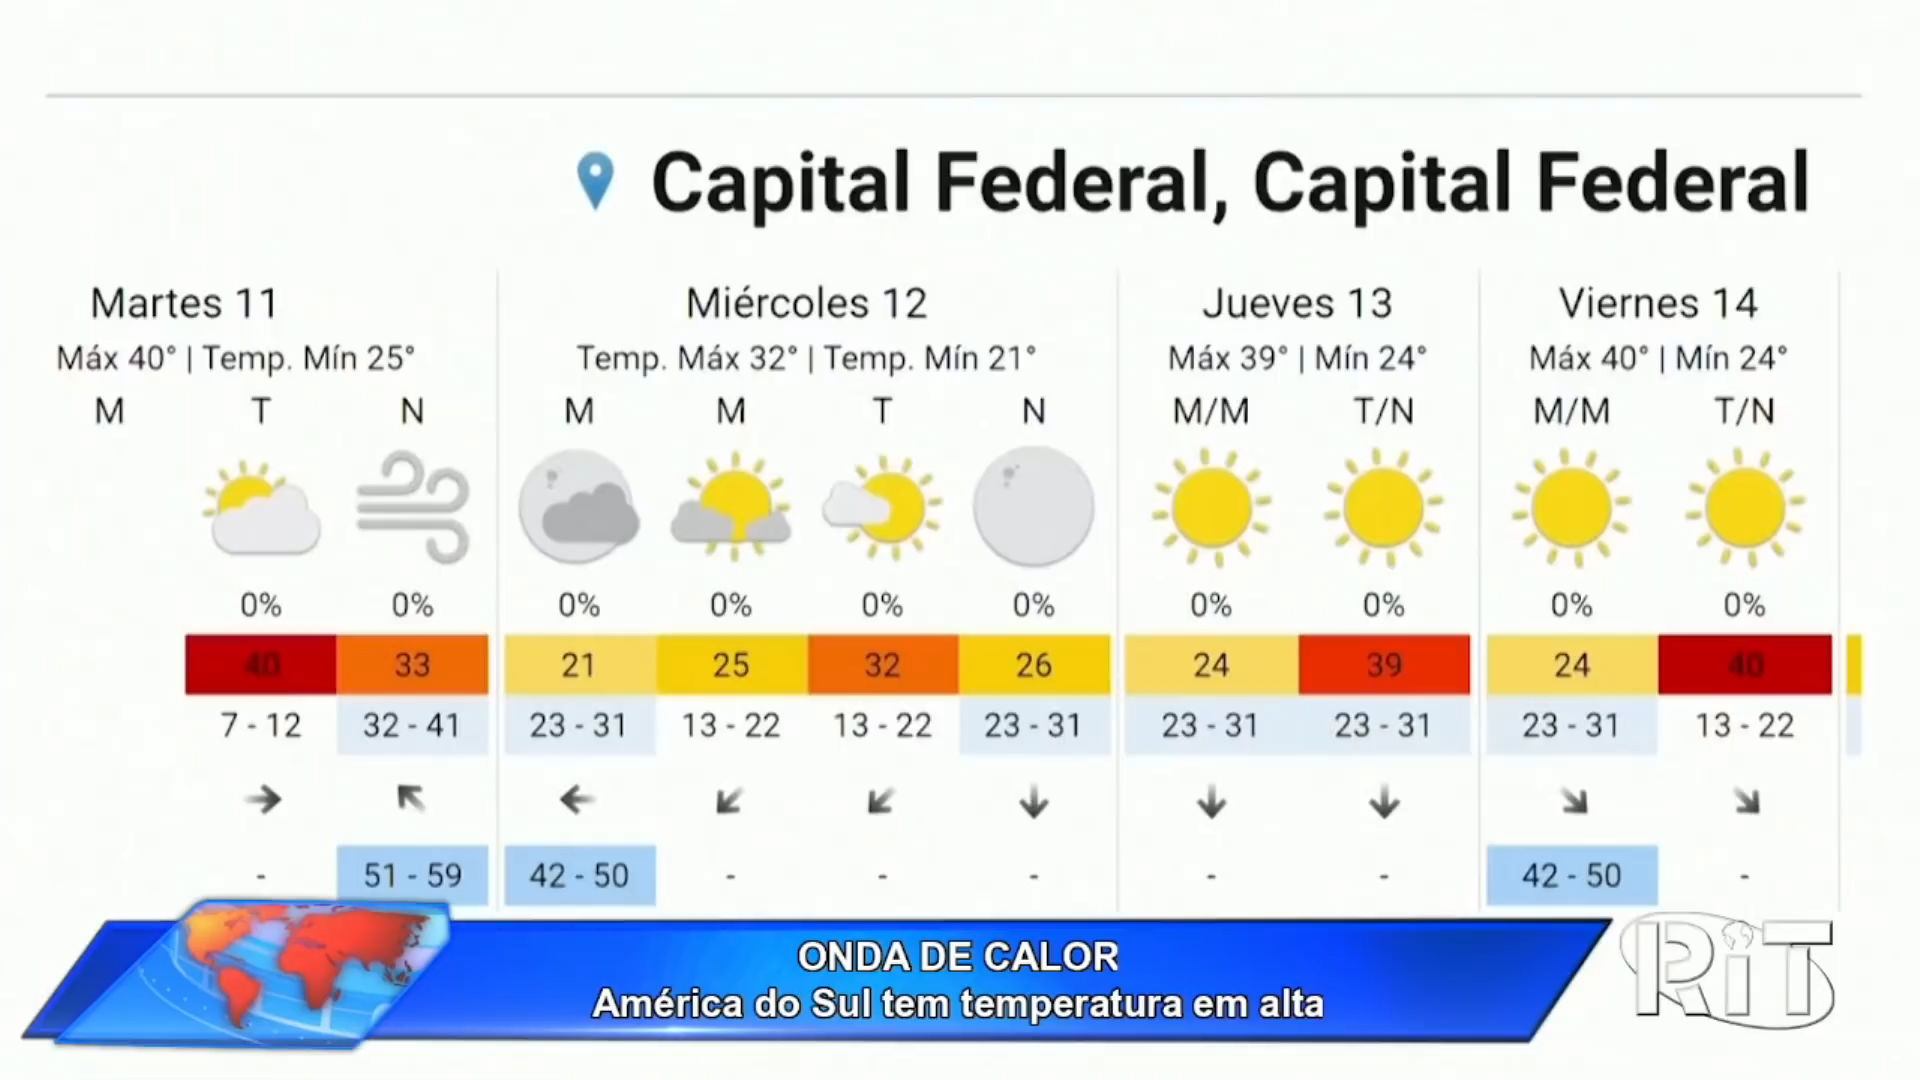 Capital Federal, Capital Federal
Martes 11 Miércoles 12 Jueves 13 Viernes 14
Máx 40° | Temp. Mín 25° Temp. Máx 32° | Temp. Mín 21° Máx 39° | Mín 24° Máx 40° | Mín 24°
M T N M M T N M/M T/N M/M T/N
0% 0% 0% 0% 0% 0% 0% 0% 0% 0%
40 33 21 25 32 26 24 39 24 40
7 - 12 32 - 41 23 - 31 13 - 22 13 - 22 23 - 31 23 - 31 23 - 31 23 - 31 13 - 22
- 51 - 59 42 - 50 - - - - - 42 - 50 -
ONDA DE CALOR
América do Sul tem temperatura em alta
RiT